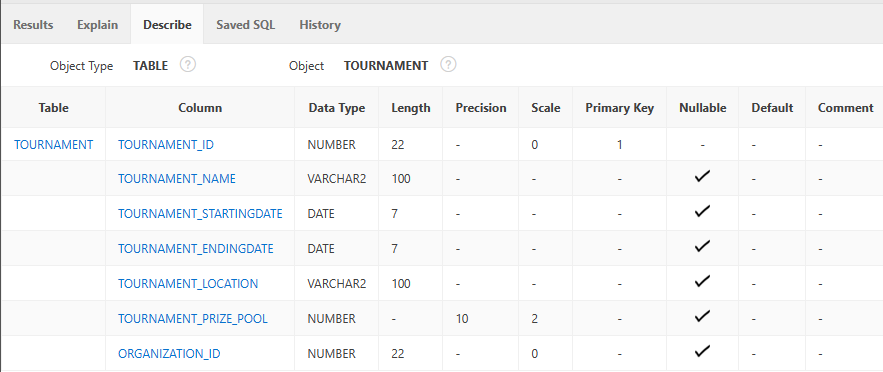 Results Explain Describe Saved SQL History
Object Type TABLE ? Object TOURNAMENT ?
Table Column Data Type Length Precision Scale Primary Key Nullable Default Comment
TOURNAMENT TOURNAMENT_ID NUMBER 22 - 0 1 - - -
TOURNAMENT_NAME VARCHAR2 100 - - - ✓ - -
TOURNAMENT_STARTINGDATE DATE 7 - - - ✓ - -
TOURNAMENT_ENDINGDATE DATE 7 - - - ✓ - -
TOURNAMENT_LOCATION VARCHAR2 100 - - - ✓ - -
TOURNAMENT_PRIZE_POOL NUMBER - 10 2 - ✓ - -
ORGANIZATION_ID NUMBER 22 - 0 - ✓ - -